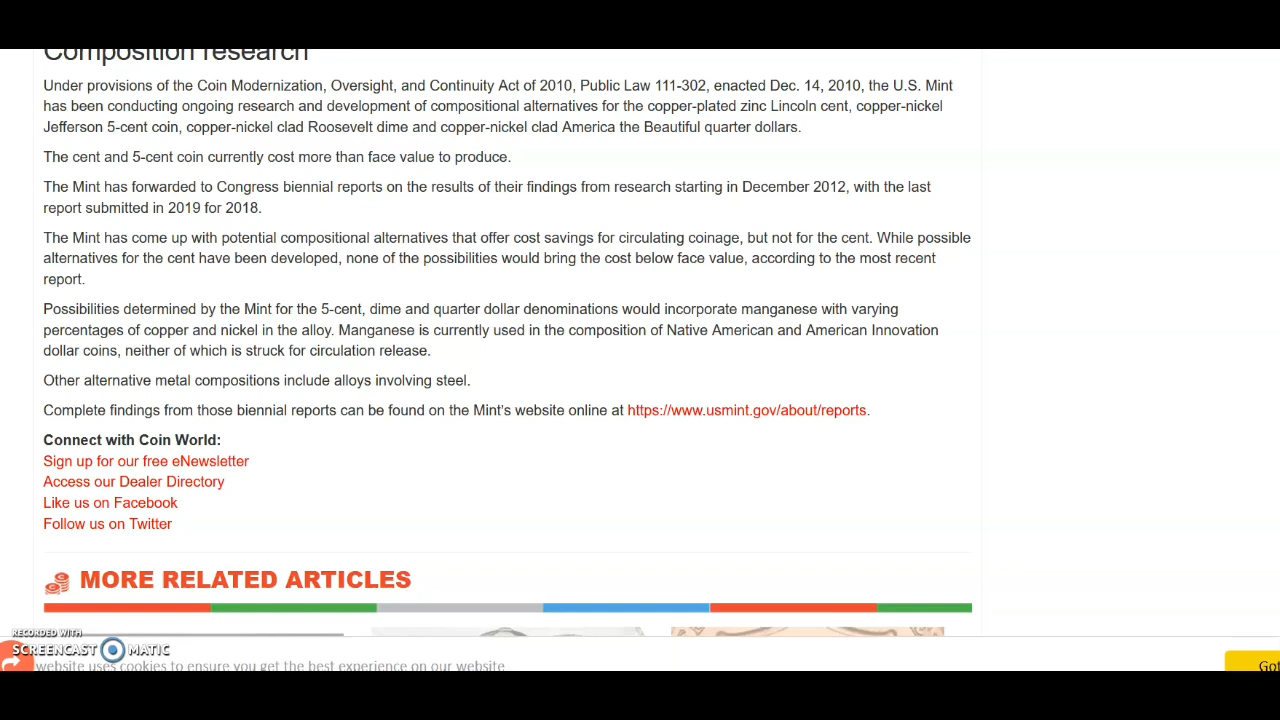 Composition research
Under provisions of the Coin Modernization, Oversight, and Continuity Act of 2010, Public Law 111-302, enacted Dec. 14, 2010, the U.S. Mint
has been conducting ongoing research and development of compositional alternatives for the copper-plated zinc Lincoln cent, copper-nickel
Jefferson 5-cent coin, copper-nickel clad Roosevelt dime and copper-nickel clad America the Beautiful quarter dollars.
The cent and 5-cent coin currently cost more than face value to produce.
The Mint has forwarded to Congress biennial reports on the results of their findings from research starting in December 2012, with the last
report submitted in 2019 for 2018.
The Mint has come up with potential compositional alternatives that offer cost savings for circulating coinage, but not for the cent. While possible
alternatives for the cent have been developed, none of the possibilities would bring the cost below face value, according to the most recent
report.
Possibilities determined by the Mint for the 5-cent, dime and quarter dollar denominations would incorporate manganese with varying
percentages of copper and nickel in the alloy. Manganese is currently used in the composition of Native American and American Innovation
dollar coins, neither of which is struck for circulation release.
Other alternative metal compositions include alloys involving steel.
Complete findings from those biennial reports can be found on the Mint's website online at https://www.usmint.gov/about/reports.
Connect with Coin World:
Sign up for our free eNewsletter
Access our Dealer Directory
Like us on Facebook
Follow us on Twitter
MORE RELATED ARTICLES
RECORDED WITH
SCREENCAST MATIC
website uses cookies to ensure you get the best experience on our website
Got